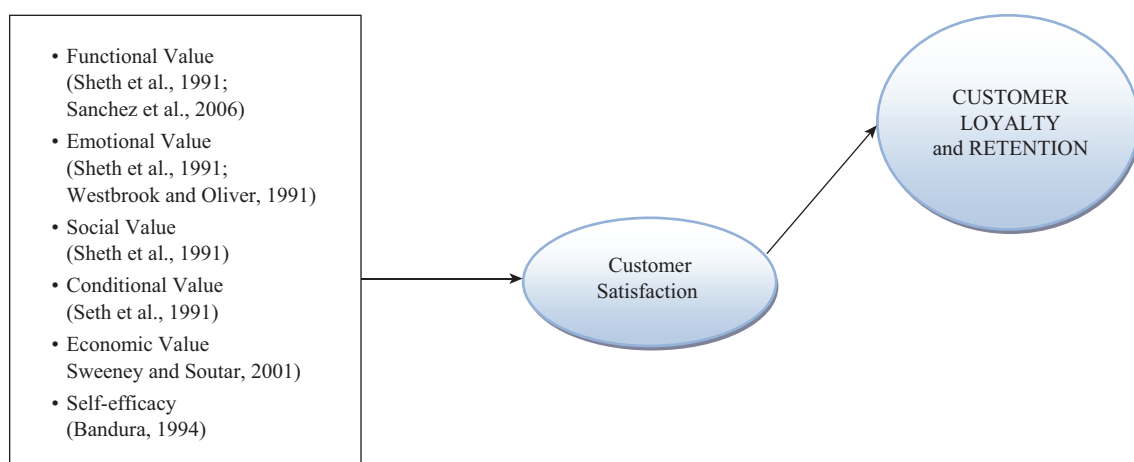 • Functional Value
(Sheth et al., 1991;
Sanchez et al., 2006)
• Emotional Value
(Sheth et al., 1991;
Westbrook and Oliver, 1991)
• Social Value
(Sheth et al., 1991)
• Conditional Value
(Seth et al., 1991)
• Economic Value
Sweeney and Soutar, 2001)
• Self-efficacy
(Bandura, 1994)
Customer
Satisfaction
CUSTOMER
LOYALTY
and RETENTION